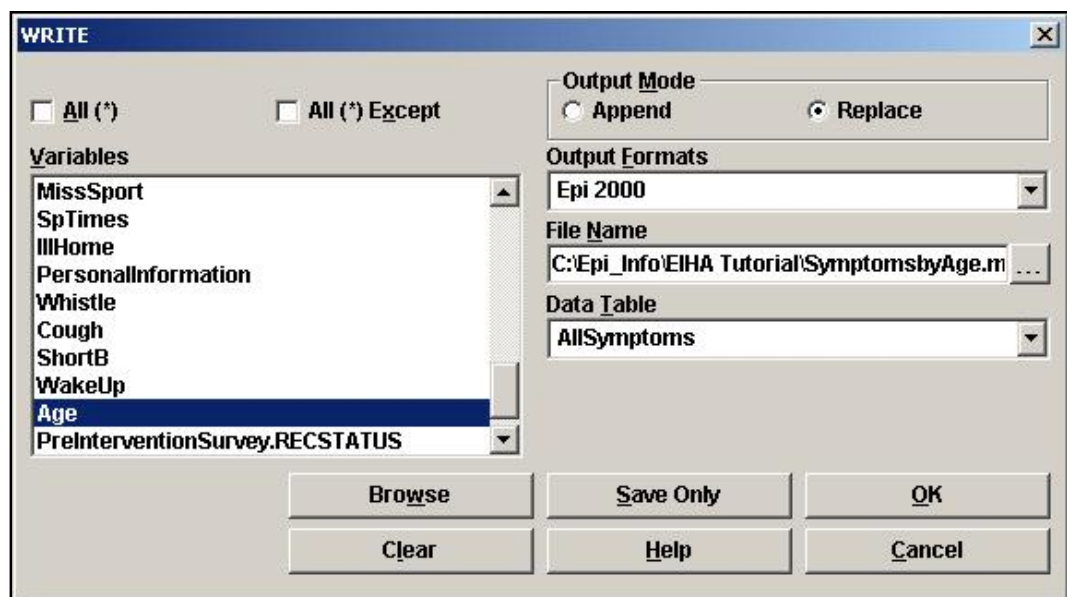 WRITE
All (*)
All (*) Except
Output Mode
Append
Replace
Variables
MissSport
SpTimes
IllHome
PersonalInformation
Whistle
Cough
ShortB
WakeUp
Age
PreInterventionSurvey.RECSTATUS
Output Formats
Epi 2000
File Name
C:\Epi_Info\EIHA Tutorial\SymptomsbyAge.m
...
Data Table
AllSymptoms
Browse
Save Only
OK
Clear
Help
Cancel